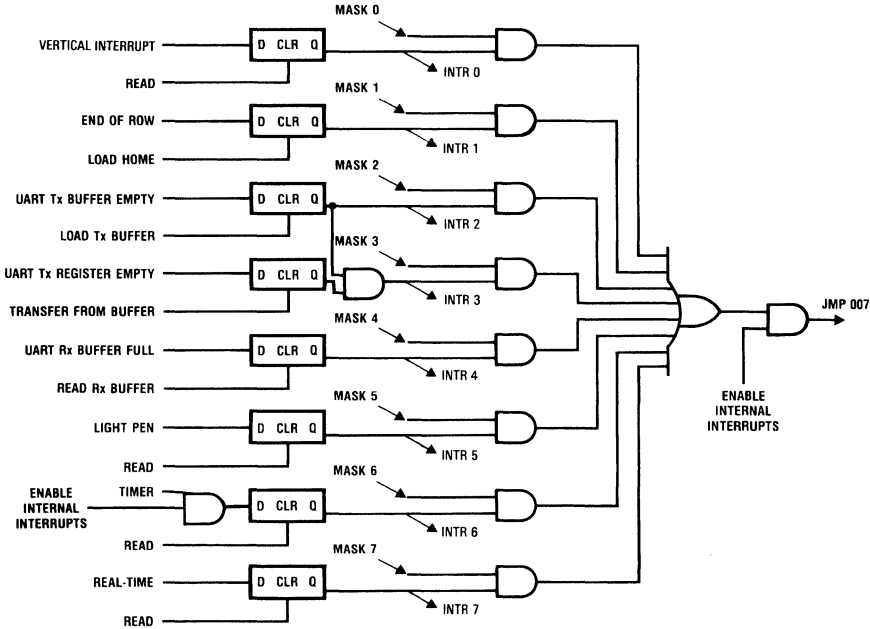 MASK 0
VERTICAL INTERRUPT
D CLR Q
INTR 0
READ
MASK 1
END OF ROW
D CLR Q
INTR 1
LOAD HOME
MASK 2
UART Tx BUFFER EMPTY
D CLR Q
INTR 2
LOAD Tx BUFFER
MASK 3
UART Tx REGISTER EMPTY
D CLR Q
INTR 3
TRANSFER FROM BUFFER
JMP 007
MASK 4
UART Rx BUFFER FULL
D CLR Q
INTR 4
READ Rx BUFFER
ENABLE
INTERNAL
INTERRUPTS
MASK 5
LIGHT PEN
D CLR Q
INTR 5
READ
MASK 6
TIMER
ENABLE
INTERNAL
INTERRUPTS
D CLR Q
INTR 6
READ
MASK 7
REAL-TIME
D CLR Q
INTR 7
READ